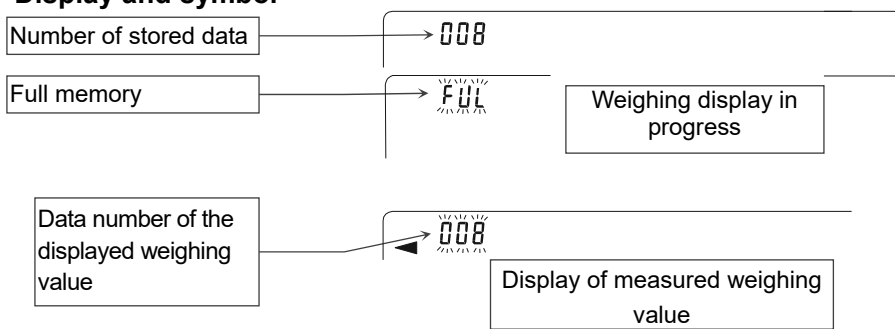 Display and symbol
Number of stored data
008
Full memory
FUL
Weighing display in
progress
Data number of the
displayed weighing
value
008
Display of measured weighing
value